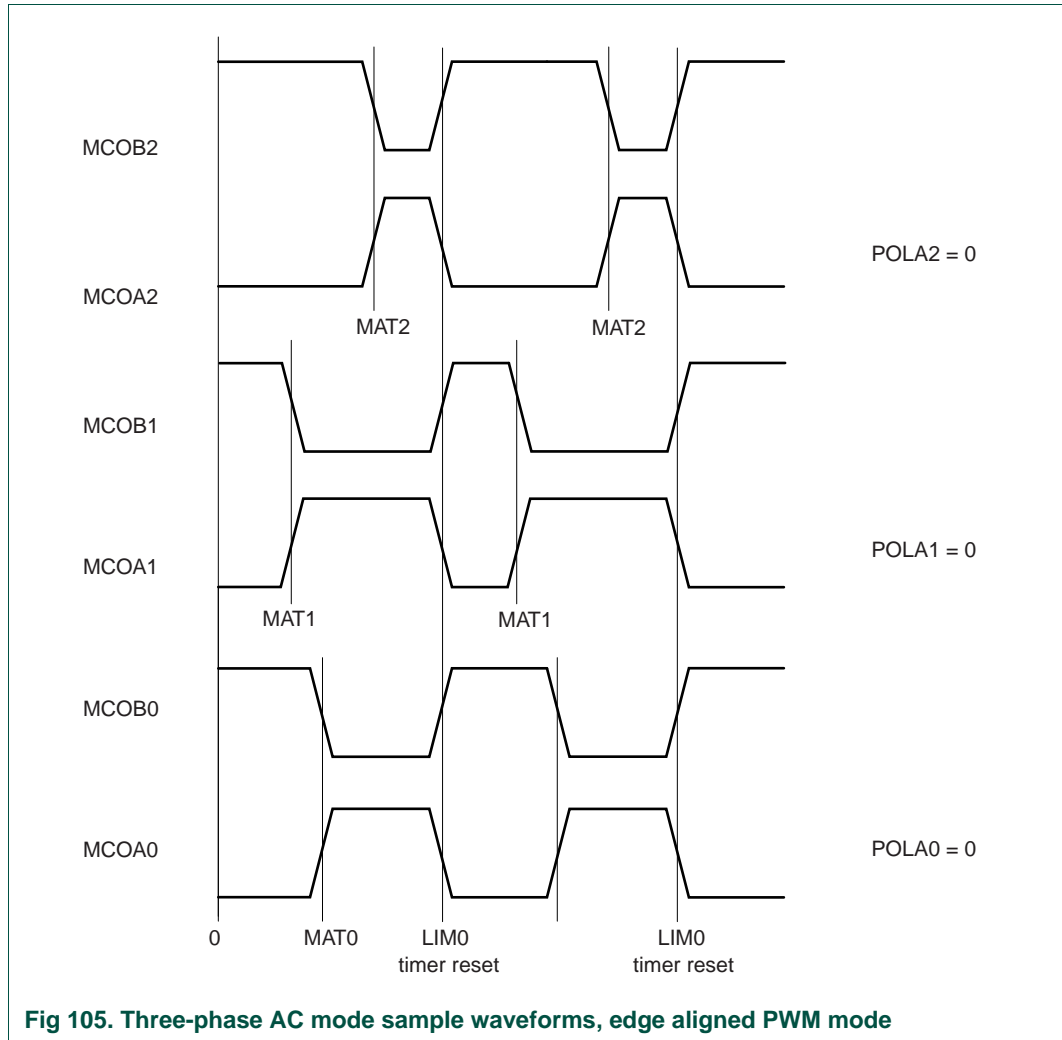 MCOB2
POLA2 = 0
MCOA2
MAT2
MAT2
MCOB1
POLA1 = 0
MCOA1
MAT1
MAT1
MCOB0
MCOA0
POLA0 = 0
0
MAT0
LIM0
timer reset
LIM0
timer reset
Fig 105. Three-phase AC mode sample waveforms, edge aligned PWM mode